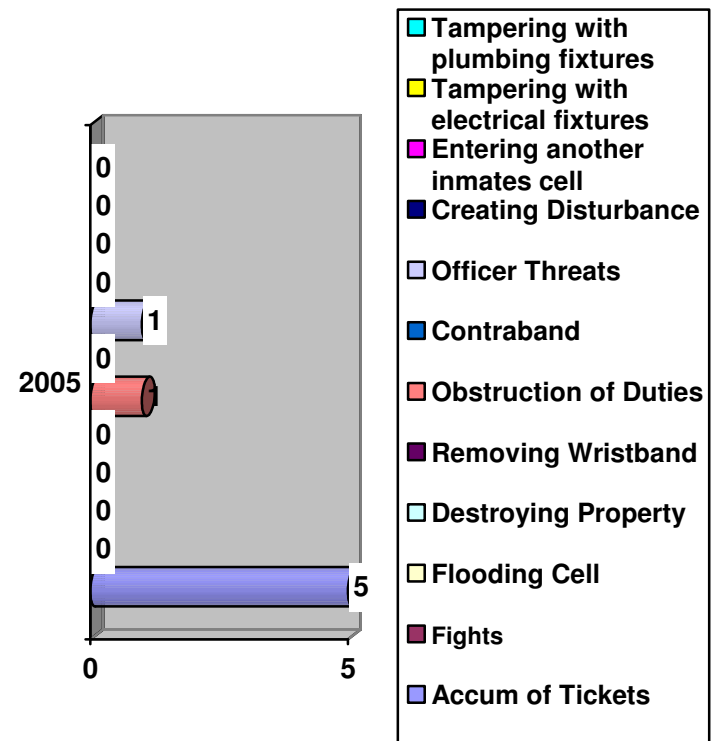 0
0
0
0
1
0
2005
1
0
0
0
0
5
0
5
Tampering with
plumbing fixtures
Tampering with
electrical fixtures
Entering another
inmates cell
Creating Disturbance
Officer Threats
Contraband
Obstruction of Duties
Removing Wristband
Destroying Property
Flooding Cell
Fights
Accum of Tickets